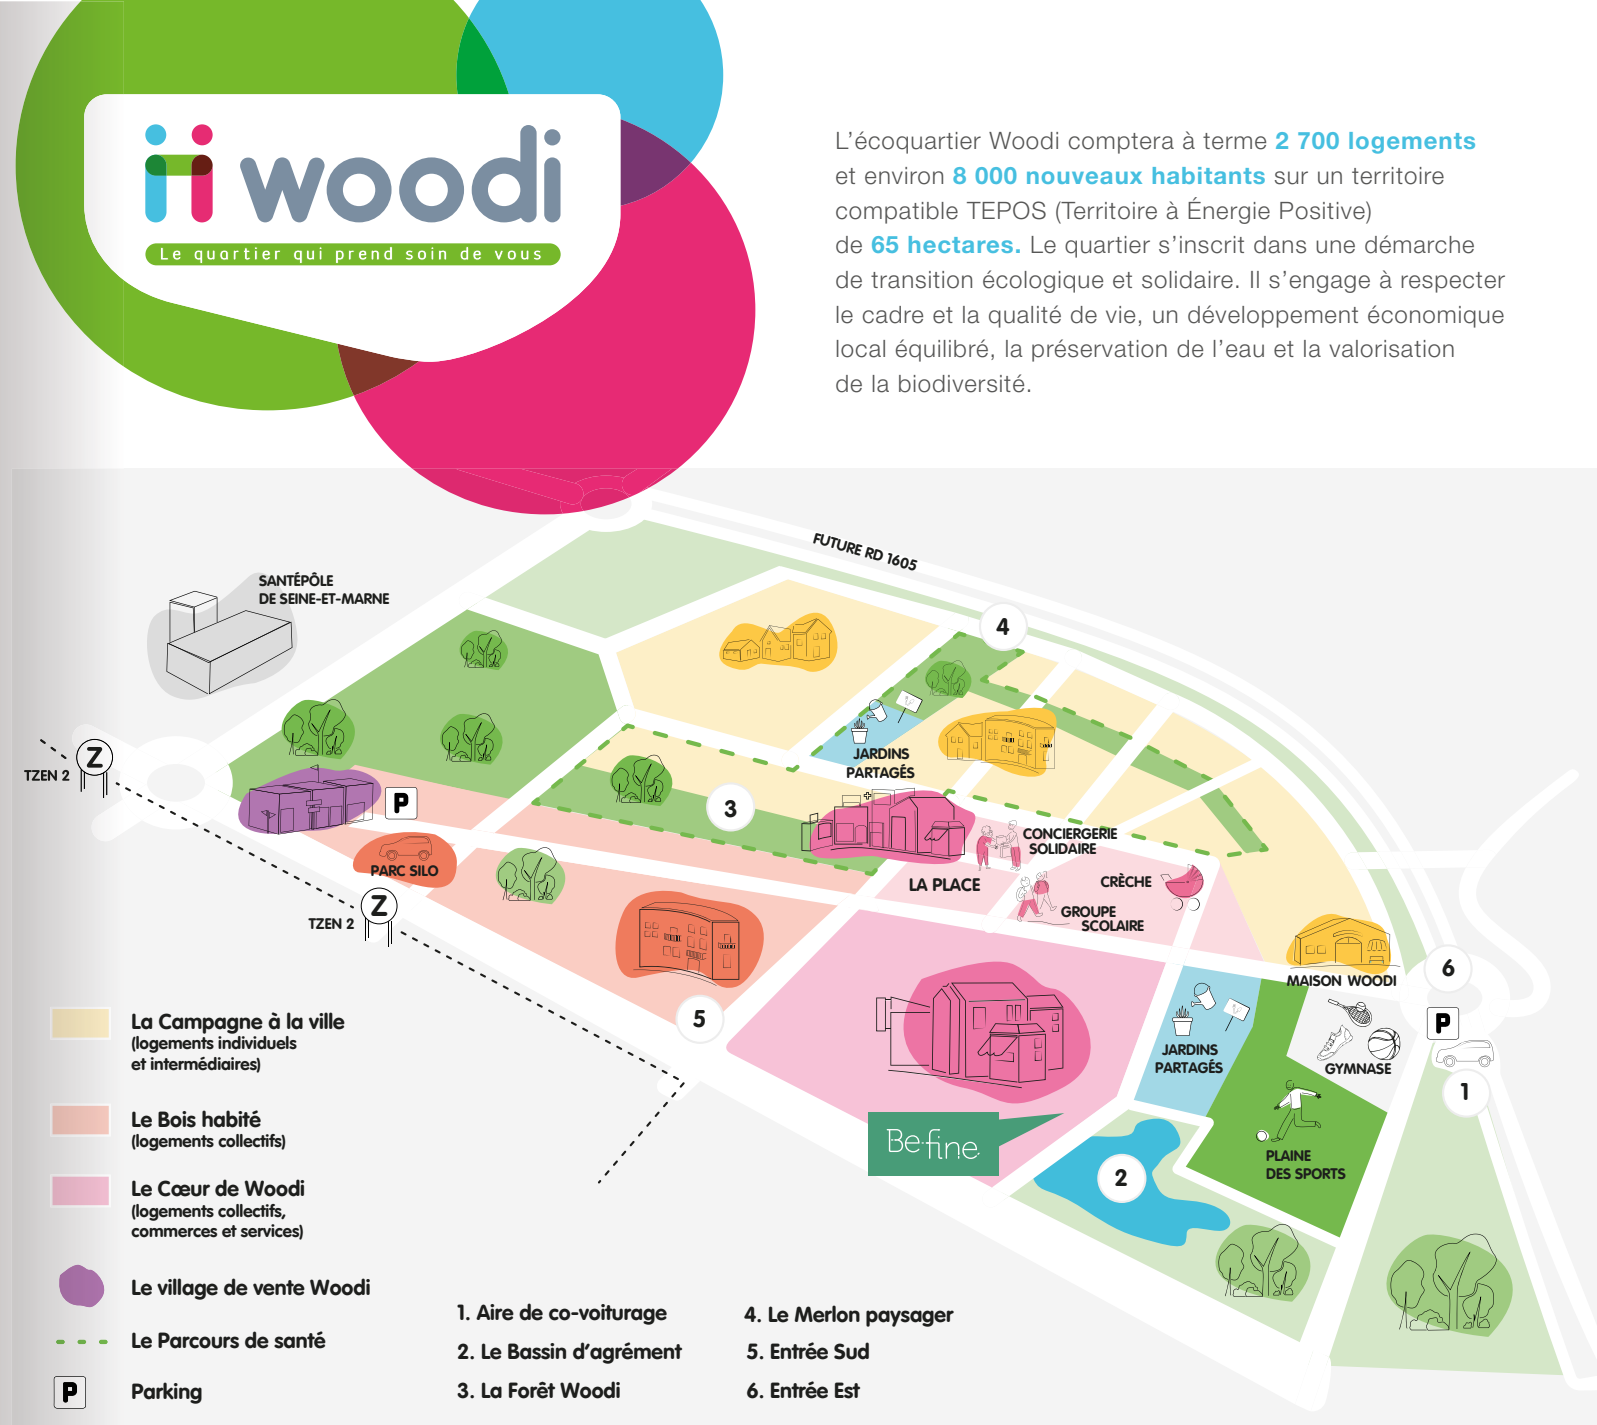 woodi
Le quartier qui prend soin de vous
L’écoquartier Woodi comptera à terme 2 700 logements
et environ 8 000 nouveaux habitants sur un territoire
compatible TEPOS (Territoire à Énergie Positive)
de 65 hectares. Le quartier s’inscrit dans une démarche
de transition écologique et solidaire. Il s’engage à respecter
le cadre et la qualité de vie, un développement économique
local équilibré, la préservation de l’eau et la valorisation
de la biodiversité.
FUTURE RD 1605
SANTÉPÔLE
DE SEINE-ET-MARNE
4
JARDINS
PARTAGÉS
Z
TZEN 2
P
3
CONCIERGERIE
SOLIDAIRE
PARC SILO
LA PLACE
CRÈCHE
Z
TZEN 2
GROUPE
SCOLAIRE
MAISON WOODI
6
5
P
JARDINS
PARTAGÉS
GYMNASE
1
Be-fine
PLAINE
DES SPORTS
2
La Campagne à la ville
(logements individuels
et intermédiaires)
Le Bois habité
(logements collectifs)
Le Cœur de Woodi
(logements collectifs,
commerces et services)
Le village de vente Woodi
Le Parcours de santé
P
Parking
1. Aire de co-voiturage
2. Le Bassin d’agrément
3. La Forêt Woodi
4. Le Merlon paysager
5. Entrée Sud
6. Entrée Est